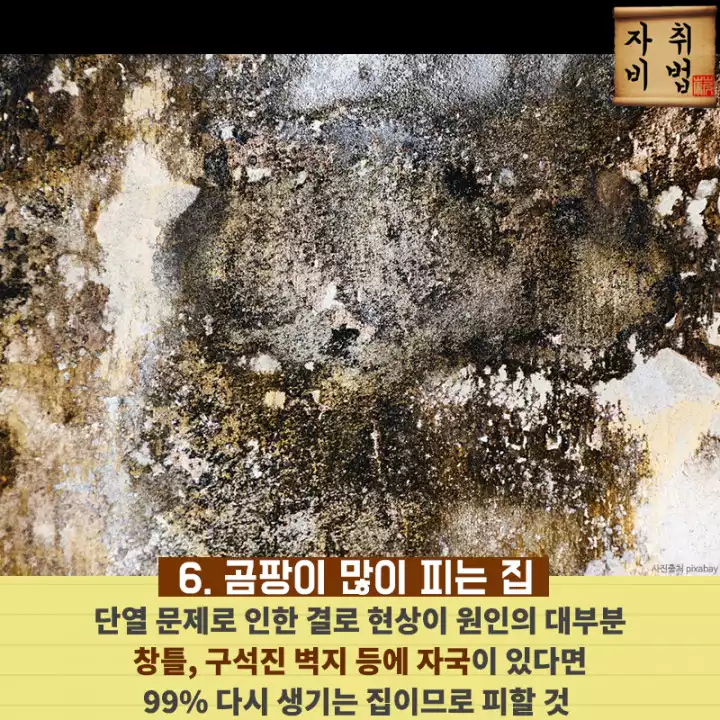 자취
비법
사진출처 pixabay
6. 곰팡이 많이 피는 집
단열 문제로 인한 결로 현상이 원인의 대부분
창틀, 구석진 벽지 등에 자국이 있다면
99% 다시 생기는 집이므로 피할 것